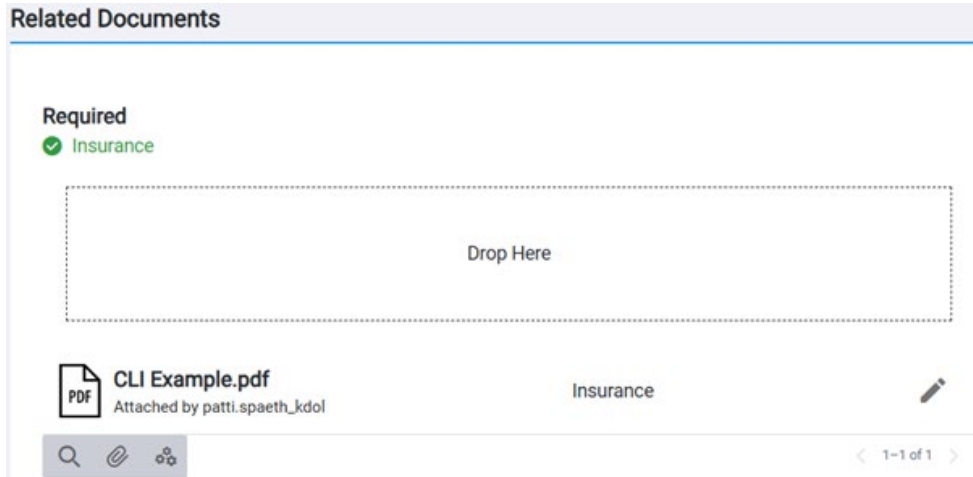 Related Documents
Required
Insurance
Drop Here
PDF
CLI Example.pdf
Insurance
Attached by patti.spaeth_kdol
1–1 of 1